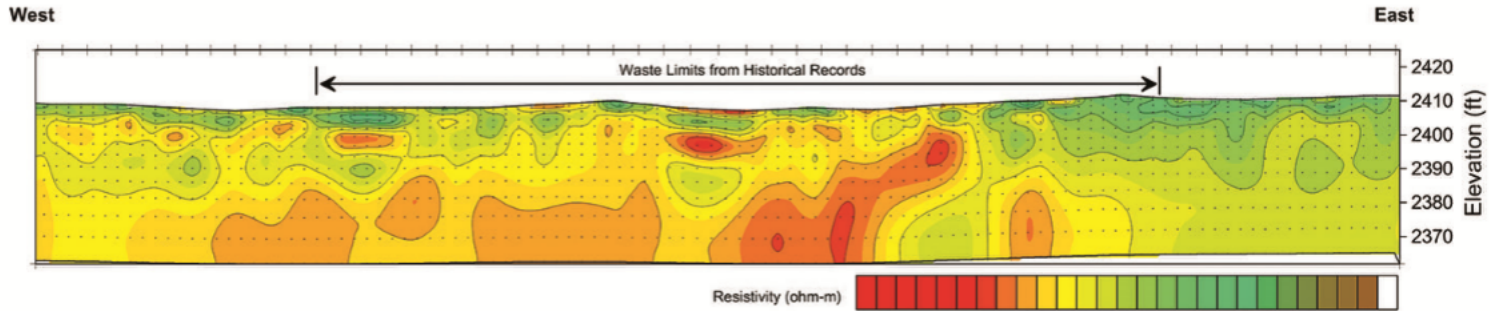 West
East
Waste Limits from Historical Records
2420
2410
2400
2390
2380
2370
Elevation (ft)
Resistivity (ohm-m)